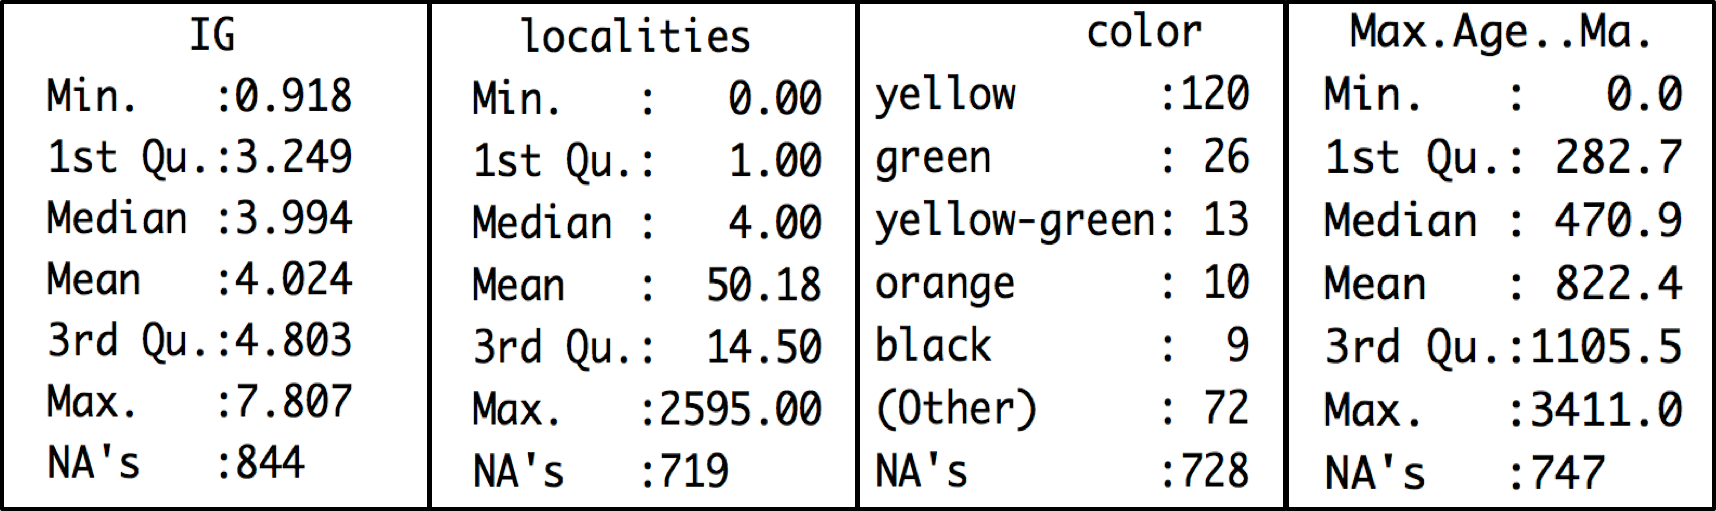 IG
Min.   :0.918
1st Qu.:3.249
Median :3.994
Mean   :4.024
3rd Qu.:4.803
Max.   :7.807
NA's   :844
localities
Min.   :   0.00
1st Qu.:   1.00
Median :   4.00
Mean   :  50.18
3rd Qu.:  14.50
Max.   :2595.00
NA's   :719
color
yellow      :120
green       : 26
yellow-green: 13
orange      : 10
black       :  9
(Other)     : 72
NA's        :728
Max.Age..Ma.
Min.   :   0.0
1st Qu.: 282.7
Median : 470.9
Mean   : 822.4
3rd Qu.:1105.5
Max.   :3411.0
NA's   :747